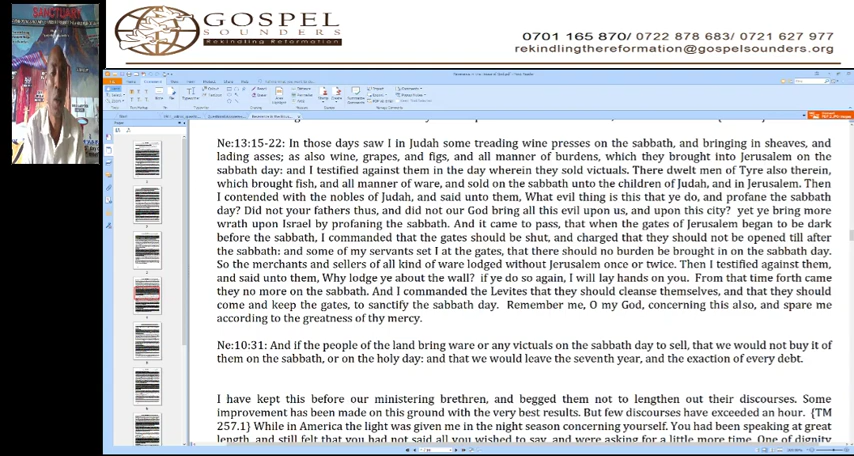 SANCTUARY
GOSPEL
SOUNDERS
Rekindling Reformation
0701 165 870/ 0722 878 683/ 0721 627 977
rekindlingthereformation@gospelsounders.org
Ne:13:15-22: In those days saw I in Judah some treading wine presses on the sabbath, and bringing in sheaves, and
lading asses; as also wine, grapes, and figs, and all manner of burdens, which they brought into Jerusalem on the
sabbath day: and I testified against them in the day wherein they sold victuals. There dwelt men of Tyre also therein,
which brought fish, and all manner of ware, and sold on the sabbath unto the children of Judah, and in Jerusalem. Then
I contended with the nobles of Judah, and said unto them, What evil thing is this that ye do, and profane the sabbath
day? Did not your fathers thus, and did not our God bring all this evil upon us, and upon this city? yet ye bring more
wrath upon Israel by profaning the sabbath. And it came to pass, that when the gates of Jerusalem began to be dark
before the sabbath, I commanded that the gates should be shut, and charged that they should not be opened till after
the sabbath: and some of my servants set I at the gates, that there should no burden be brought in on the sabbath day.
So the merchants and sellers of all kind of ware lodged without Jerusalem once or twice. Then I testified against them,
and said unto them, Why lodge ye about the wall? if ye do so again, I will lay hands on you. From that time forth came
they no more on the sabbath. And I commanded the Levites that they should cleanse themselves, and that they should
come and keep the gates, to sanctify the sabbath day. Remember me, O my God, concerning this also, and spare me
according to the greatness of thy mercy.
Ne:10:31: And if the people of the land bring ware or any victuals on the sabbath day to sell, that we would not buy it of
them on the sabbath, or on the holy day: and that we would leave the seventh year, and the exaction of every debt.
I have kept this before our ministering brethren, and begged them not to lengthen out their discourses. Some
improvement has been made on this ground with the very best results. But few discourses have exceeded an hour. {TM
257.1} While in America the light was given me in the night season concerning yourself. You had been speaking at great
length, and still felt that you had not said all you wished to say, and were asking for a little more time. One of dignity